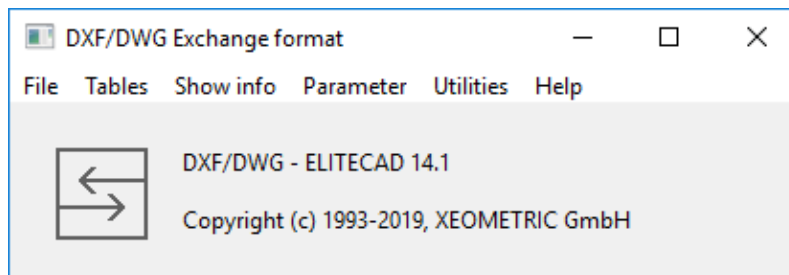 DXF/DWG Exchange format
File Tables Show info Parameter Utilities Help
DXF/DWG - ELITECAD 14.1
Copyright (c) 1993-2019, XEOMETRIC GmbH